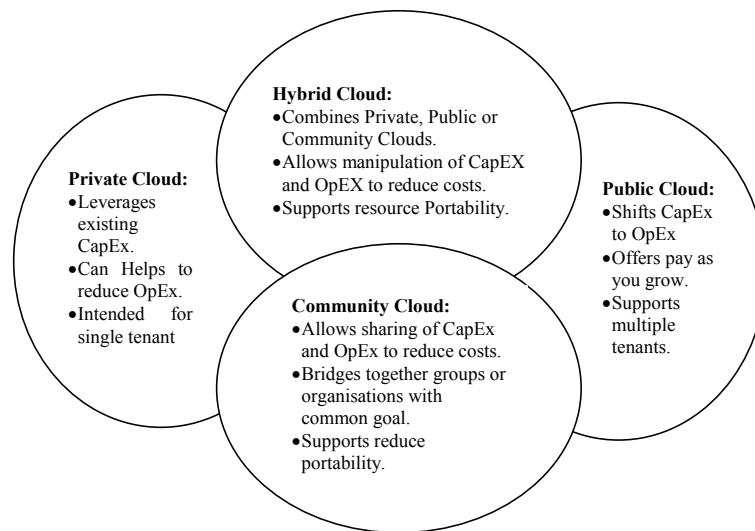 Hybrid Cloud:
•Combines Private, Public or
Community Clouds.
•Allows manipulation of CapEX
and OpEX to reduce costs.
•Supports resource Portability.
Private Cloud:
•Leverages
existing
CapEx.
•Can Helps to
reduce OpEx.
•Intended for
single tenant
Public Cloud:
•Shifts CapEx
to OpEx
•Offers pay as
you grow.
•Supports
multiple
tenants.
Community Cloud:
•Allows sharing of CapEx
and OpEx to reduce costs.
•Bridges together groups or
organisations with
common goal.
•Supports reduce
portability.